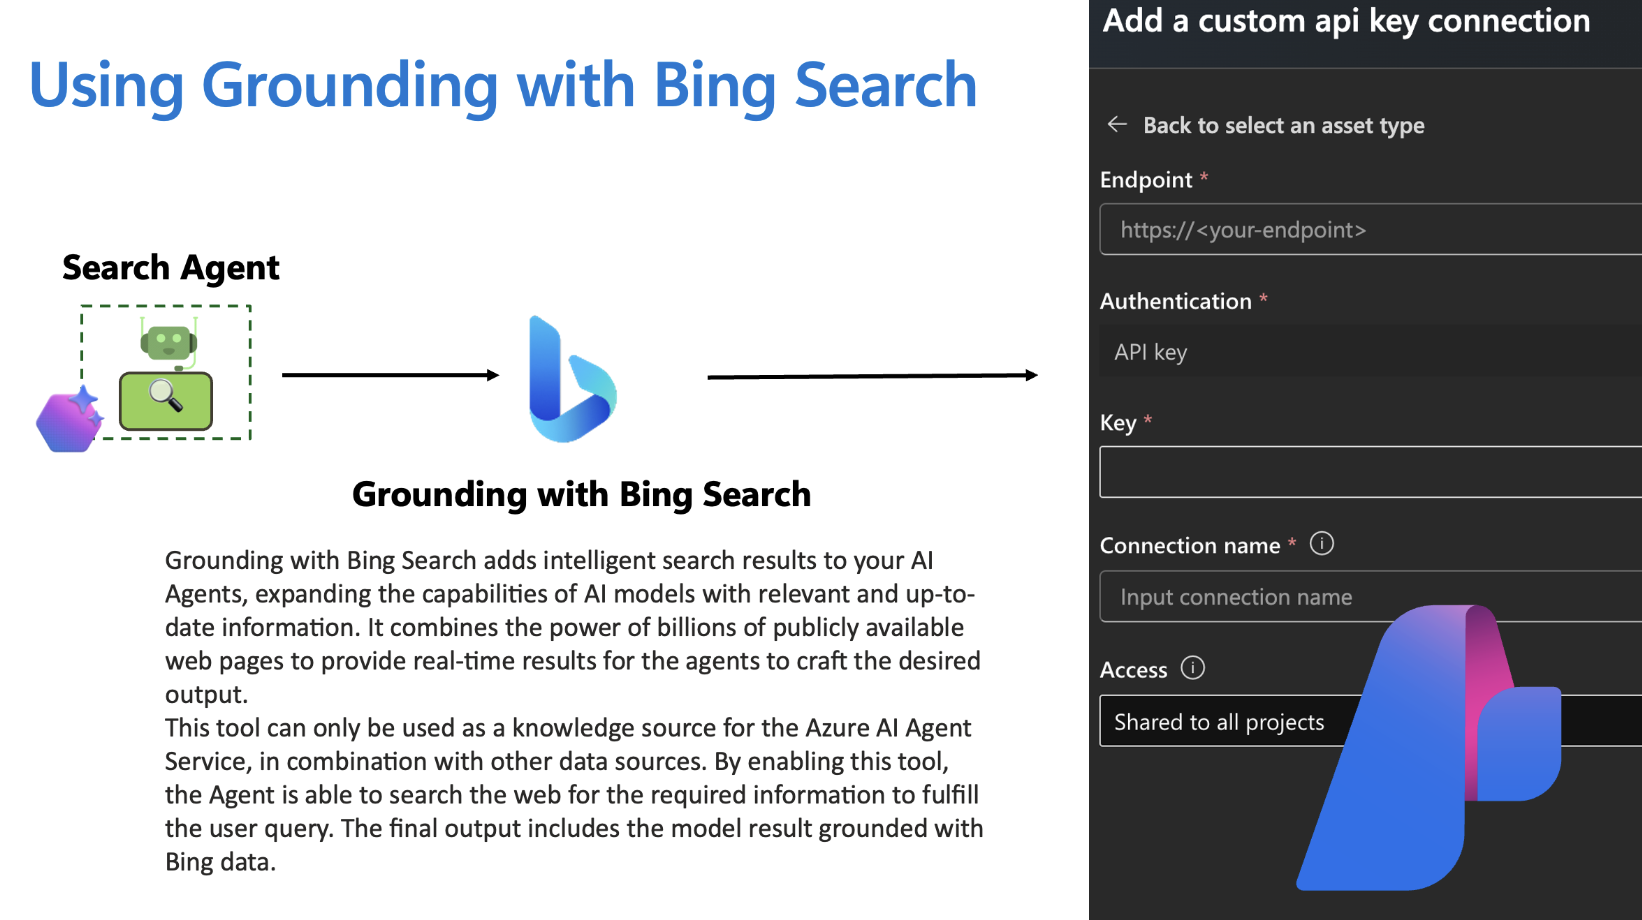 Using Grounding with Bing Search
Search Agent
Grounding with Bing Search
Grounding with Bing Search adds intelligent search results to your AI
Agents, expanding the capabilities of AI models with relevant and up-to-
date information. It combines the power of billions of publicly available
web pages to provide real-time results for the agents to craft the desired
output.
This tool can only be used as a knowledge source for the Azure AI Agent
Service, in combination with other data sources. By enabling this tool,
the Agent is able to search the web for the required information to fulfill
the user query. The final output includes the model result grounded with
Bing data.
Add a custom api key connection
← Back to select an asset type
Endpoint *
https://<your-endpoint>
Authentication *
API key
Key *
Connection name *
Input connection name
Access
Shared to all projects